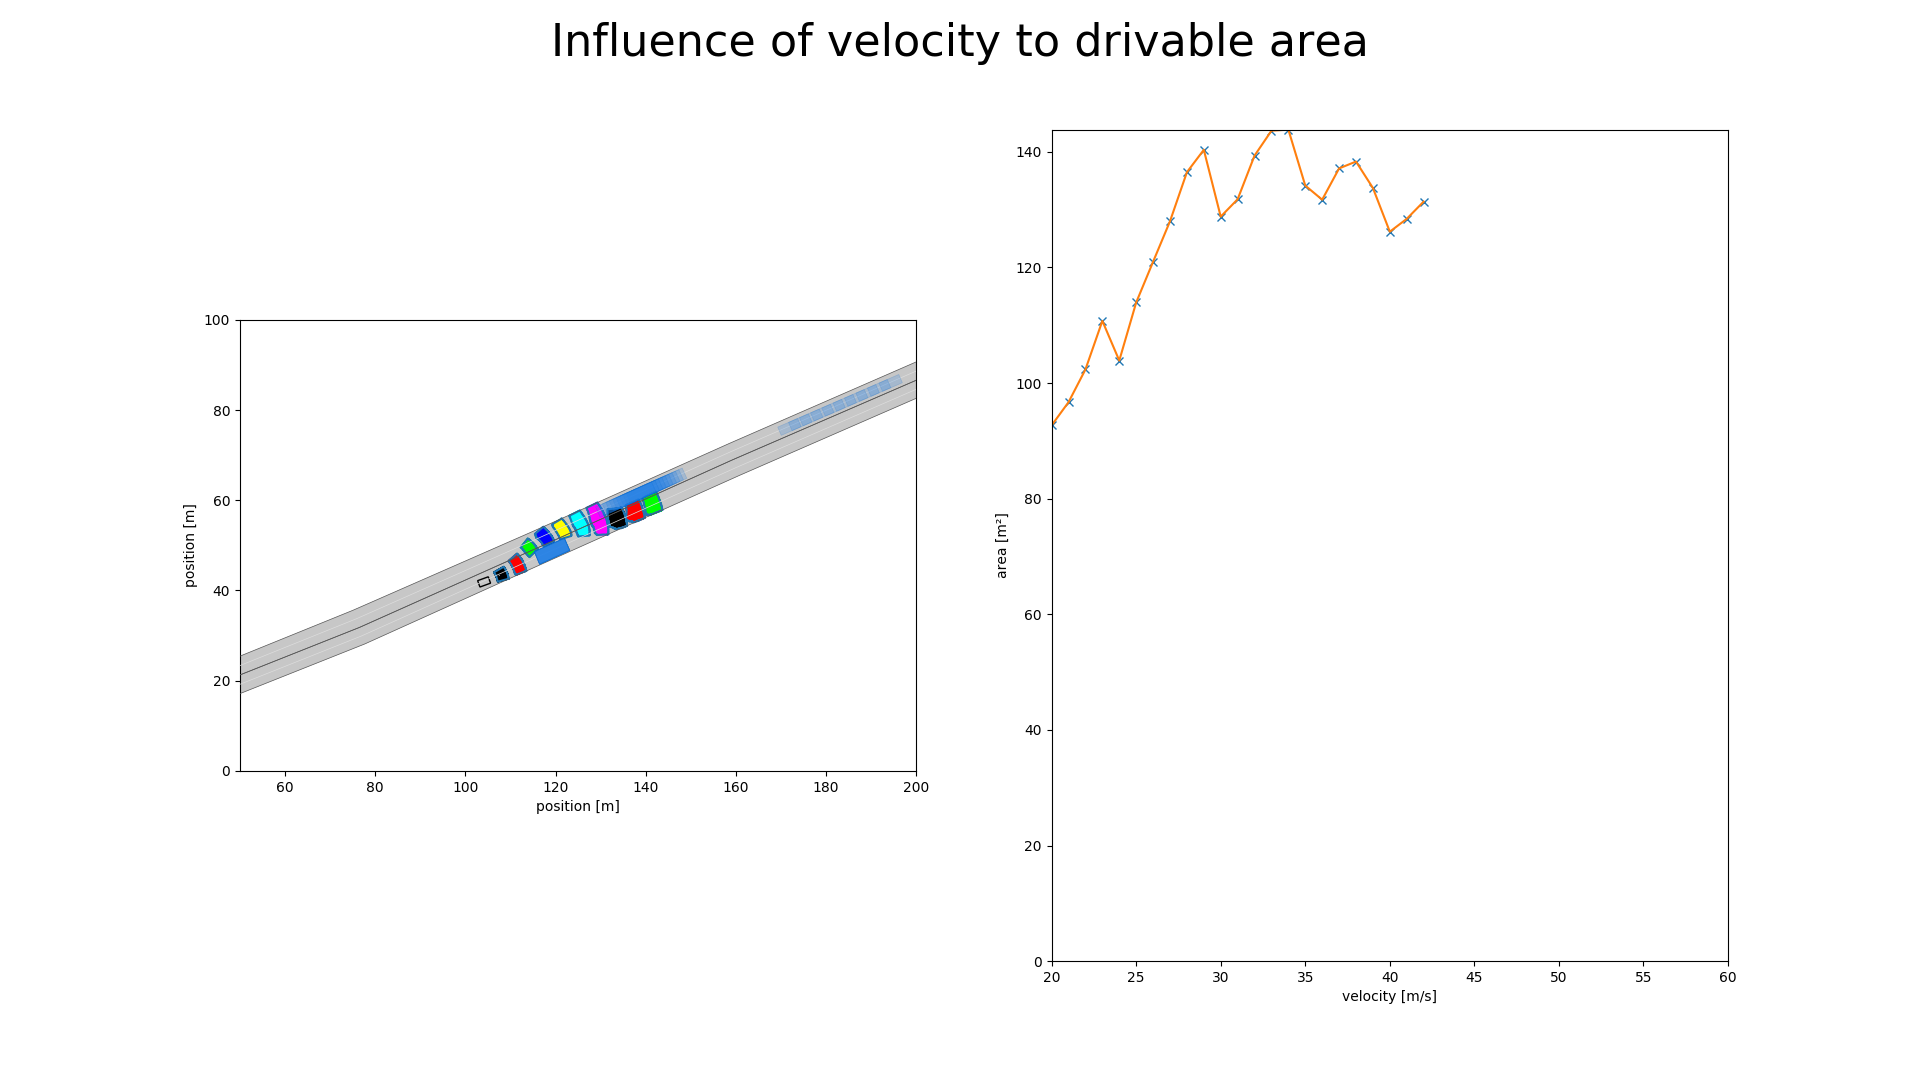 Influence of velocity to drivable area
100
80
60
40
20
0
position [m]
60 80 100 120 140 160 180 200
position [m]
140
120
100
80
60
40
20
0
area [m²]
20 25 30 35 40 45 50 55 60
velocity [m/s]